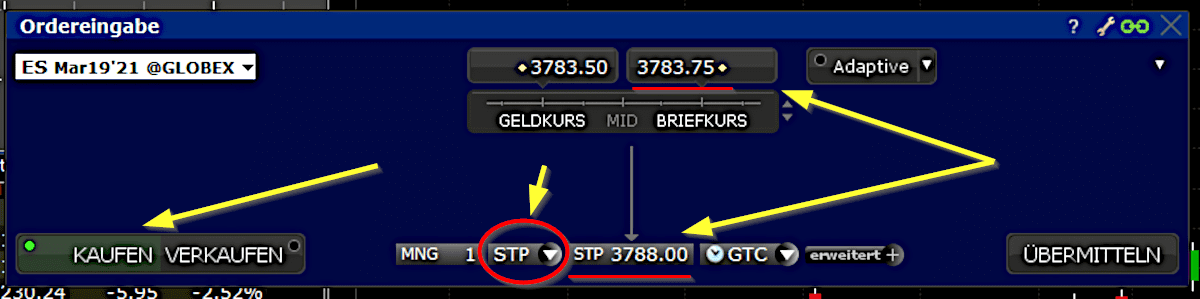 Ordereingabe ?
ES Mar19'21 @GLOBEX 3783.50 3783.75 Adaptive
GELDKURS MID BRIEFKURS
KAUFEN VERKAUFEN MNG 1 STP STP 3788.00 GTC erweitert + ÜBERMITTELN
230.24 -5.95 -2.52%